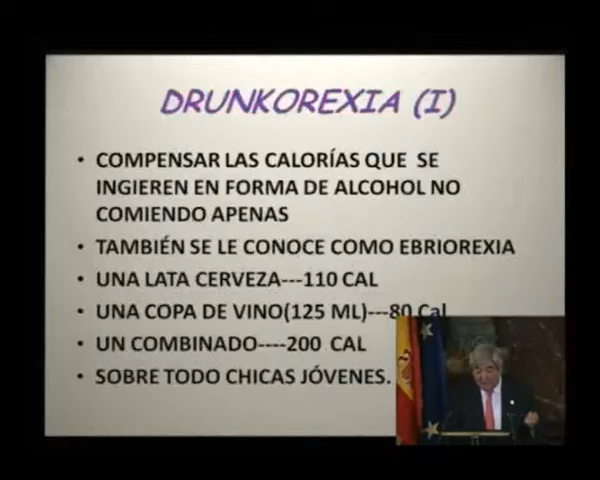 DRUNKOREXIA (I)
• COMPENSAR LAS CALORÍAS QUE SE
INGIEREN EN FORMA DE ALCOHOL NO
COMIENDO APENAS
• TAMBIÉN SE LE CONOCE COMO EBRIOREXIA
• UNA LATA CERVEZA---110 CAL
• UNA COPA DE VINO(125 ML)---80 Cal
• UN COMBINADO----200 CAL
• SOBRE TODO CHICAS JÓVENES.